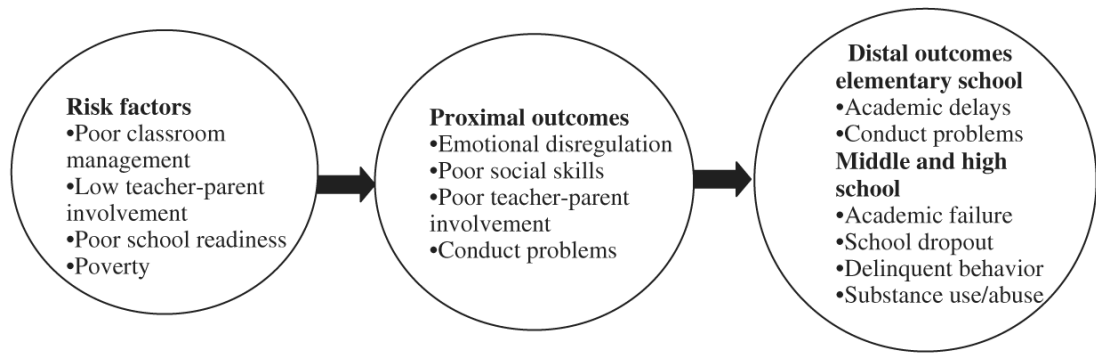 Risk factors
•Poor classroom
management
•Low teacher-parent
involvement
•Poor school readiness
•Poverty
Proximal outcomes
•Emotional disregulation
•Poor social skills
•Poor teacher-parent
involvement
•Conduct problems
Distal outcomes
elementary school
•Academic delays
•Conduct problems
Middle and high
school
•Academic failure
•School dropout
•Delinquent behavior
•Substance use/abuse